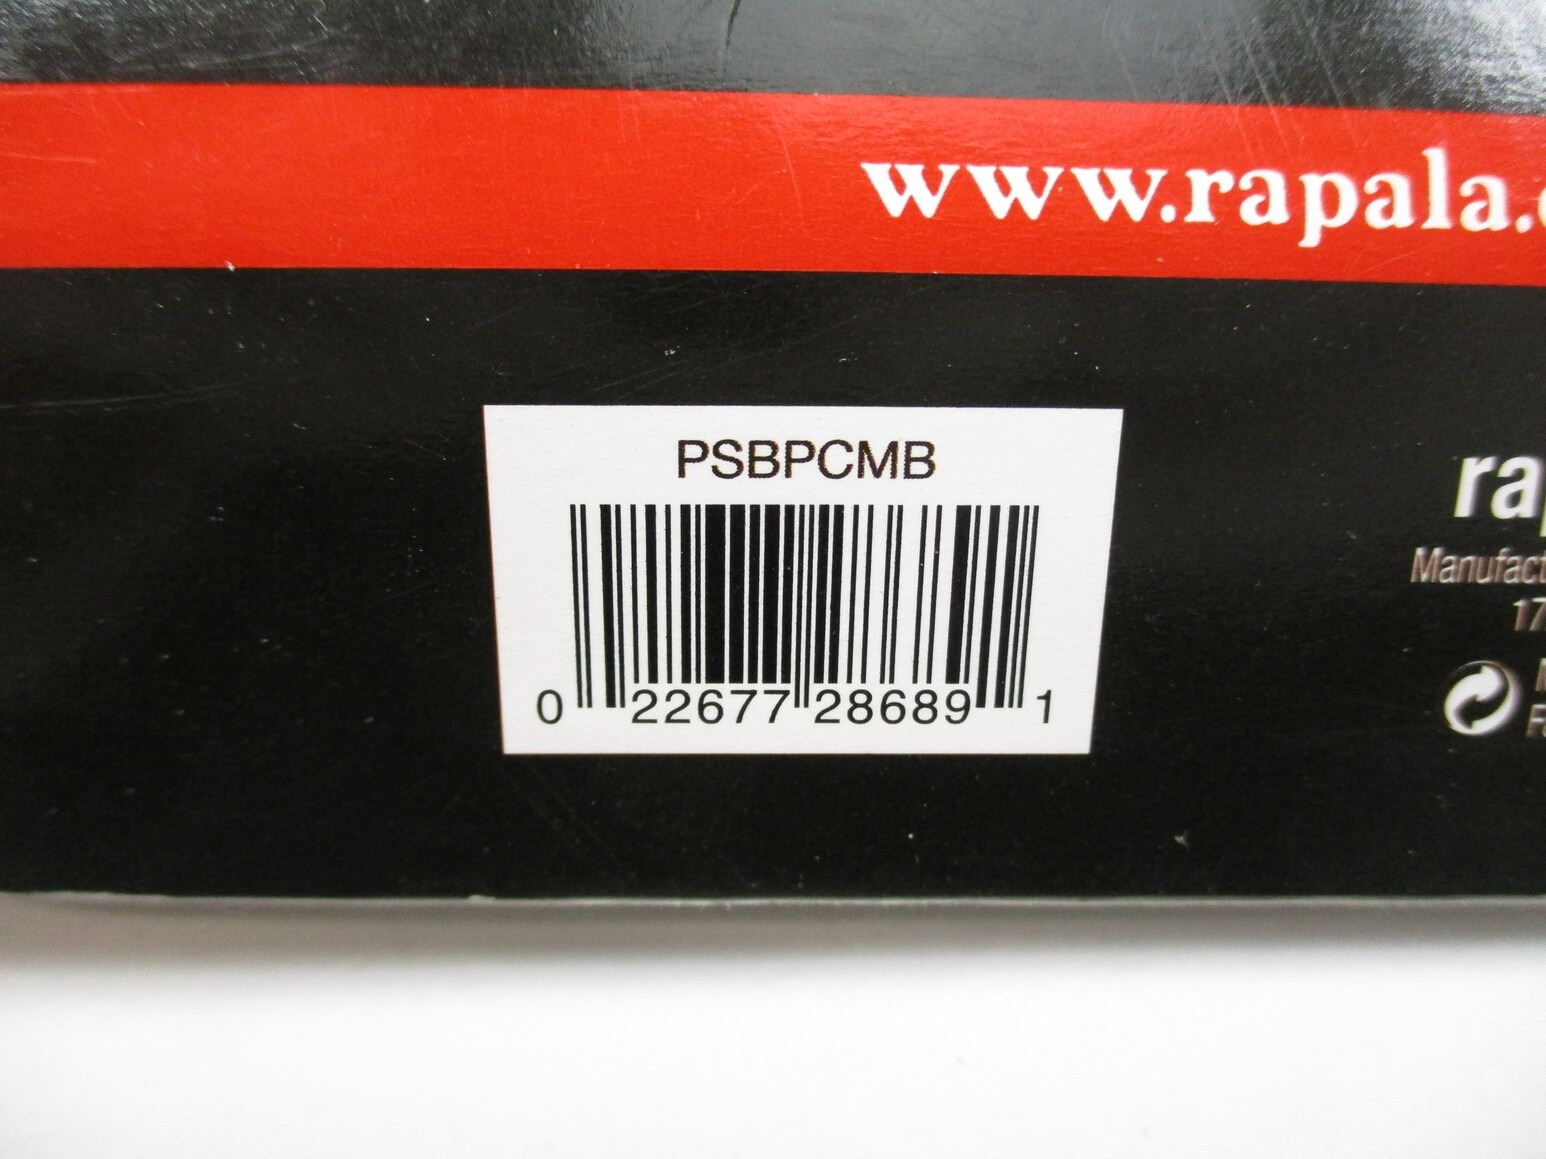 www.rapala.
PSBPCMB
0 22677 28689 1
ra
Manufact
17